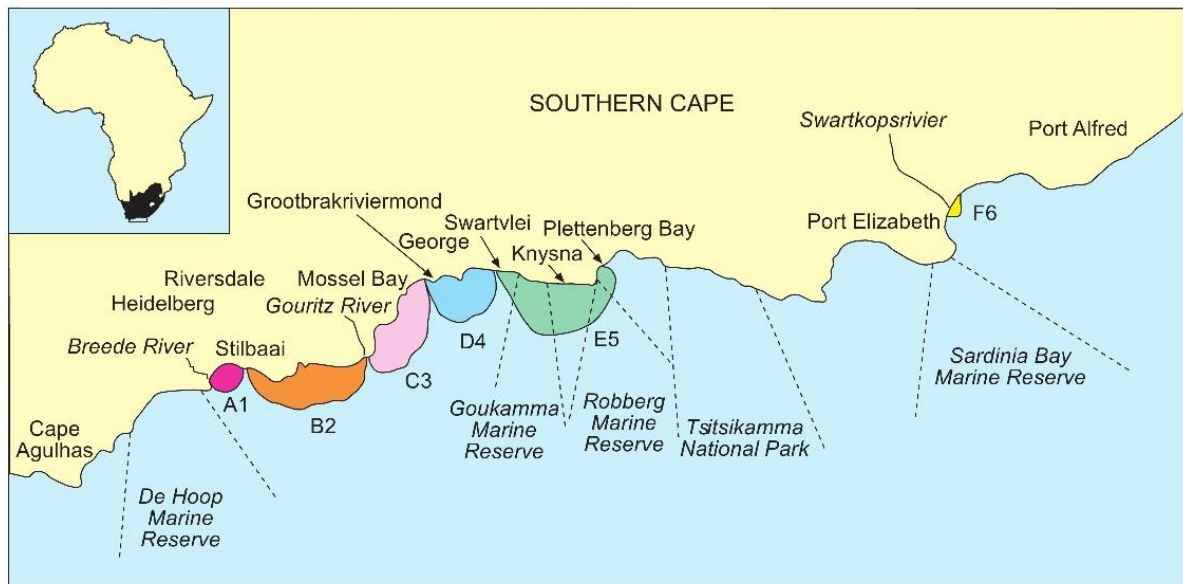 SOUTHERN CAPE
Swartkopsrivier
Port Alfred
Grootbrakriviermond
Swartvlei
Plettenberg Bay
George
Knysna
Port Elizabeth
F6
Riversdale
Mossel Bay
Heidelberg
Gouritz River
Breede River
Stilbaai
A1
B2
C3
D4
E5
Cape
Agulhas
De Hoop
Marine
Reserve
Goukamma
Marine
Reserve
Robberg
Marine
Reserve
Tsitsikamma
National Park
Sardinia Bay
Marine Reserve